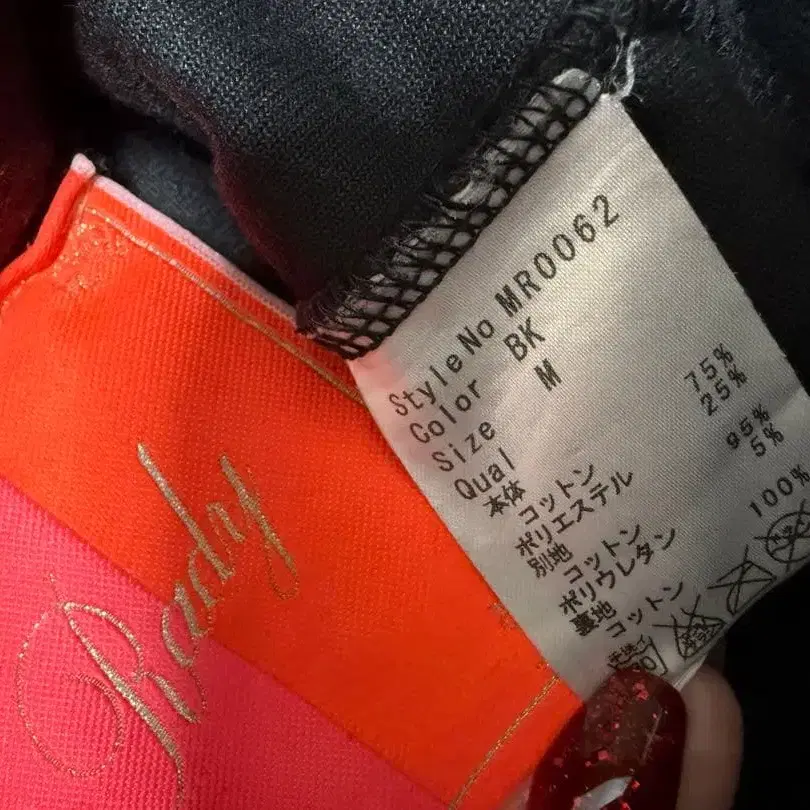 Rady
Style No MR0062
Color BK
Size M
Qual
本体
コットン 75%
ポリエステル 25%
別地
コットン 95%
ポリウレタン 5%
裏地
コットン 100%